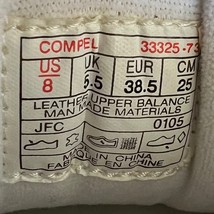 COMPEL 33325-73
US UK EUR CM
8 5.5 38.5 25
LEATHER UPPER BALANCE
MAN MADE MATERIALS
JFC 0105
MADE IN CHINA
FABRIQUE EN CHINE